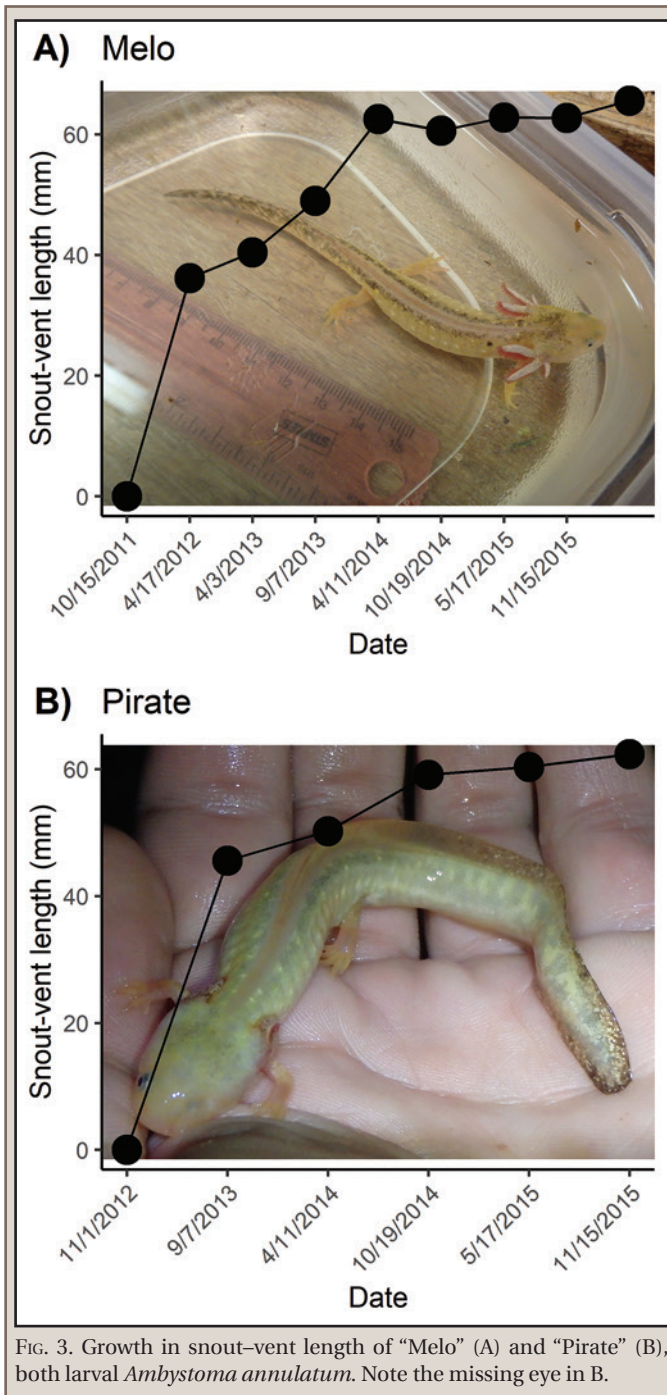 A) Melo
Snout-vent length (mm)
60
40
20
0
10/15/2011
4/17/2012
4/3/2013
9/7/2013
4/11/2014
10/19/2014
5/17/2015
11/15/2015
Date
B) Pirate
Snout-vent length (mm)
60
40
20
0
11/1/2012
9/7/2013
4/11/2014
10/19/2014
5/17/2015
11/15/2015
Date
FIG. 3. Growth in snout–vent length of “Melo” (A) and “Pirate” (B),
both larval Ambystoma annulatum. Note the missing eye in B.